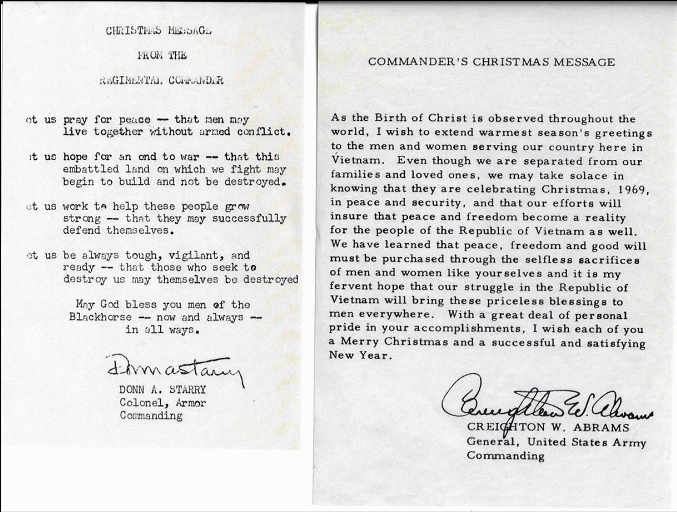 CHRISTMAS MESSAGE
FROM THE
REGIMENTAL COMMANDER
et us pray for peace -- that men may
live together without armed conflict.
et us hope for an end to war -- that this
embattled land on which we fight may
begin to build and not be destroyed.
et us work to help these people grow
strong -- that they may successfully
defend themselves.
et us be always tough, vigilant, and
ready -- that those who seek to
destroy us may themselves be destroyed
May God bless you men of the
Blackhorse -- now and always --
in all ways.
Donn A Starry
DONN A. STARRY
Colonel, Armor
Commanding
COMMANDER'S CHRISTMAS MESSAGE
As the Birth of Christ is observed throughout the
world, I wish to extend warmest season's greetings
to the men and women serving our country here in
Vietnam. Even though we are separated from our
families and loved ones, we may take solace in
knowing that they are celebrating Christmas, 1969,
in peace and security, and that our efforts will
insure that peace and freedom become a reality
for the people of the Republic of Vietnam as well.
We have learned that peace, freedom and good will
must be purchased through the selfless sacrifices
of men and women like yourselves and it is my
fervent hope that our struggle in the Republic of
Vietnam will bring these priceless blessings to
men everywhere. With a great deal of personal
pride in your accomplishments, I wish each of you
a Merry Christmas and a successful and satisfying
New Year.
Creighton W. Abrams
CREIGHTON W. ABRAMS
General, United States Army
Commanding